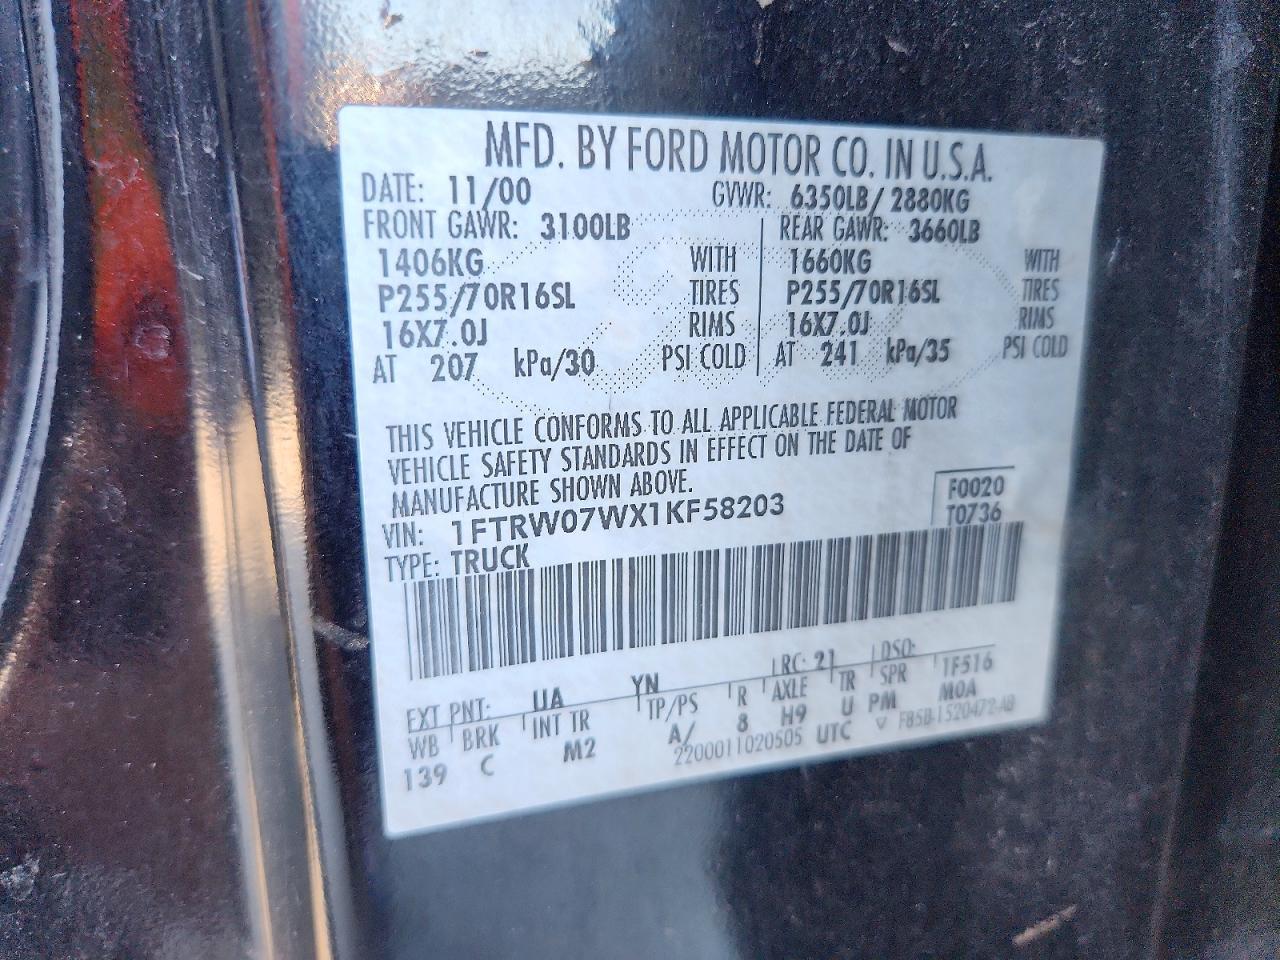 MFD. BY FORD MOTOR CO. IN U.S.A.
DATE: 11/00 GVWR: 6350LB/ 2880KG
FRONT GAWR: 3100LB REAR GAWR: 3660LB
1406KG WITH 1660KG WITH
P255/70R16SL TIRES P255/70R16SL TIRES
16X7.0J RIMS 16X7.0J RIMS
AT 207 kPa/30 PSI COLD AT 241 kPa/35 PSI COLD
THIS VEHICLE CONFORMS TO ALL APPLICABLE FEDERAL MOTOR
VEHICLE SAFETY STANDARDS IN EFFECT ON THE DATE OF
MANUFACTURE SHOWN ABOVE.
VIN: 1FTRW07WX1KF58203 F0020
TYPE: TRUCK T0736
EXT PNT: UA YN RC: 21 DSO: 1F516
WB BRK INT TR TP/PS R AXLE TR SPR M0A
139 C M2 A/ 8 H9 U PM
2200011020505 UTC ▽ F85B-1520472-AB